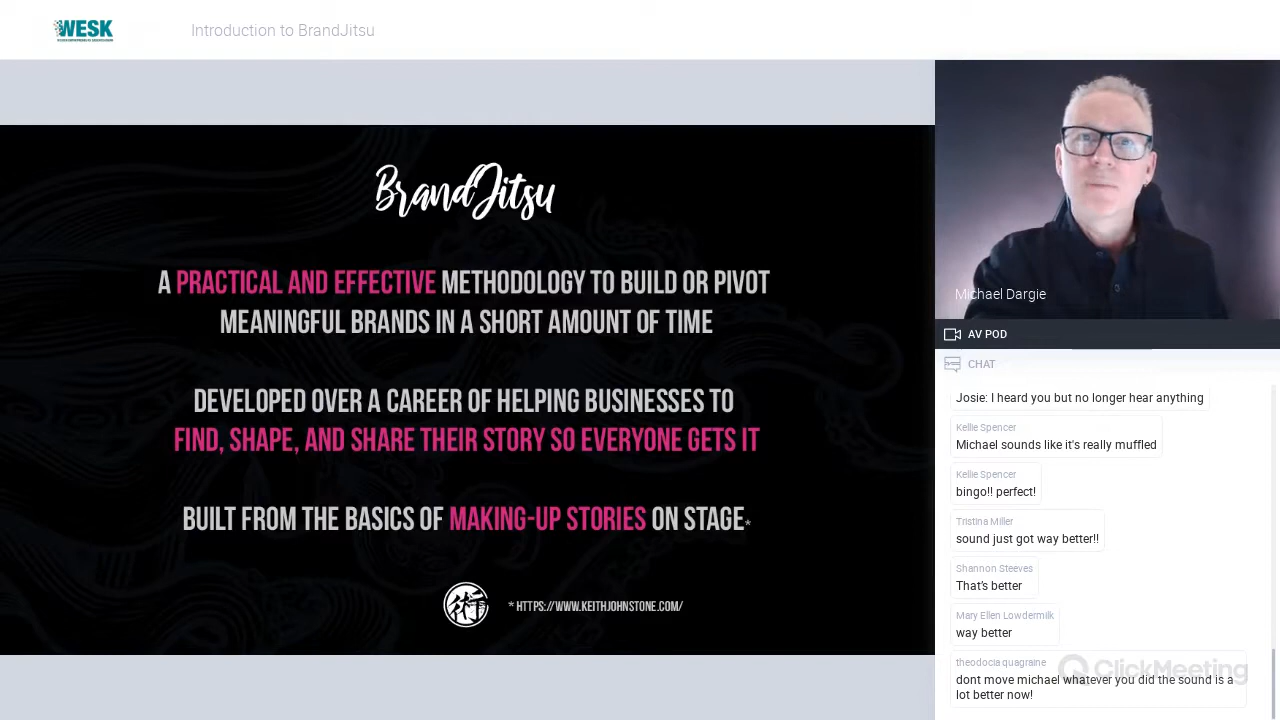 WESK
Introduction to BrandJitsu
BrandJitsu
A PRACTICAL AND EFFECTIVE METHODOLOGY TO BUILD OR PIVOT
MEANINGFUL BRANDS IN A SHORT AMOUNT OF TIME
DEVELOPED OVER A CAREER OF HELPING BUSINESSES TO
FIND, SHAPE, AND SHARE THEIR STORY SO EVERYONE GETS IT
BUILT FROM THE BASICS OF MAKING-UP STORIES ON STAGE*
術
* HTTPS://WWW.KEITHJOHNSTONE.COM/
Michael Dargie
AV POD
CHAT
Josie: I heard you but no longer hear anything
Kellie Spencer
Michael sounds like it's really muffled
Kellie Spencer
bingo!! perfect!
Tristina Miller
sound just got way better!!
Shannon Steeves
That's better
Mary Ellen Lowdermilk
way better
theodocia quagraine
dont move michael whatever you did the sound is a
lot better now!
ClickMeeting